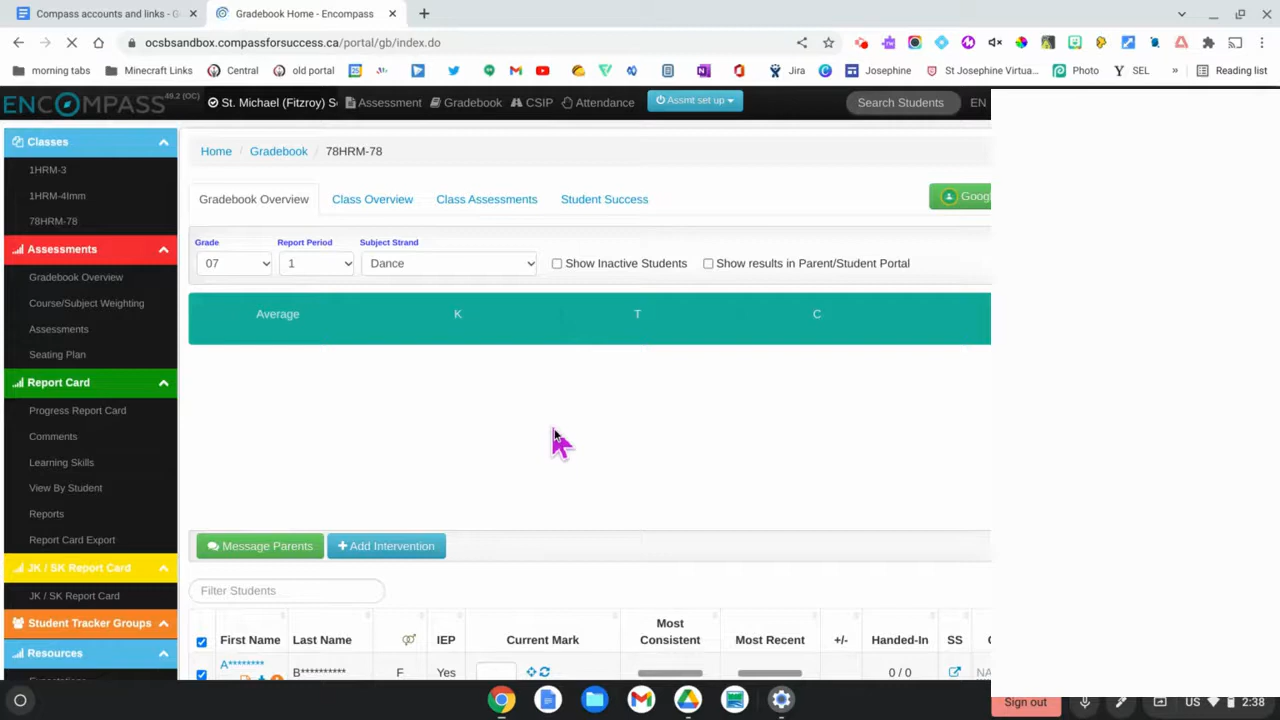 Compass accounts and links - G
Gradebook Home - Encompass
ocsbsandbox.compassforsuccess.ca/portal/gb/index.do
morning tabs
Minecraft Links
Central
old portal
Jira
Josephine
St Josephine Virtua...
Photo
SEL
»
Reading list
ENCOMPASS 49.2 (OC)
St. Michael (Fitzroy) S
Assessment
Gradebook
CSIP
Attendance
Assmt set up
Search Students
EN
Classes
1HRM-3
1HRM-4Imm
78HRM-78
Assessments
Gradebook Overview
Course/Subject Weighting
Assessments
Seating Plan
Report Card
Progress Report Card
Comments
Learning Skills
View By Student
Reports
Report Card Export
JK / SK Report Card
JK / SK Report Card
Student Tracker Groups
Resources
Home / Gradebook / 78HRM-78
Gradebook Overview
Class Overview
Class Assessments
Student Success
Googl
Grade
Report Period
Subject Strand
07
1
Dance
Show Inactive Students
Show results in Parent/Student Portal
Average
K
T
C
Message Parents
+ Add Intervention
Filter Students
First Name
Last Name
IEP
Current Mark
Most Consistent
Most Recent
+/-
Handed-In
SS
A********
B**********
F
Yes
0 / 0
NA
Sign out
US
2:38